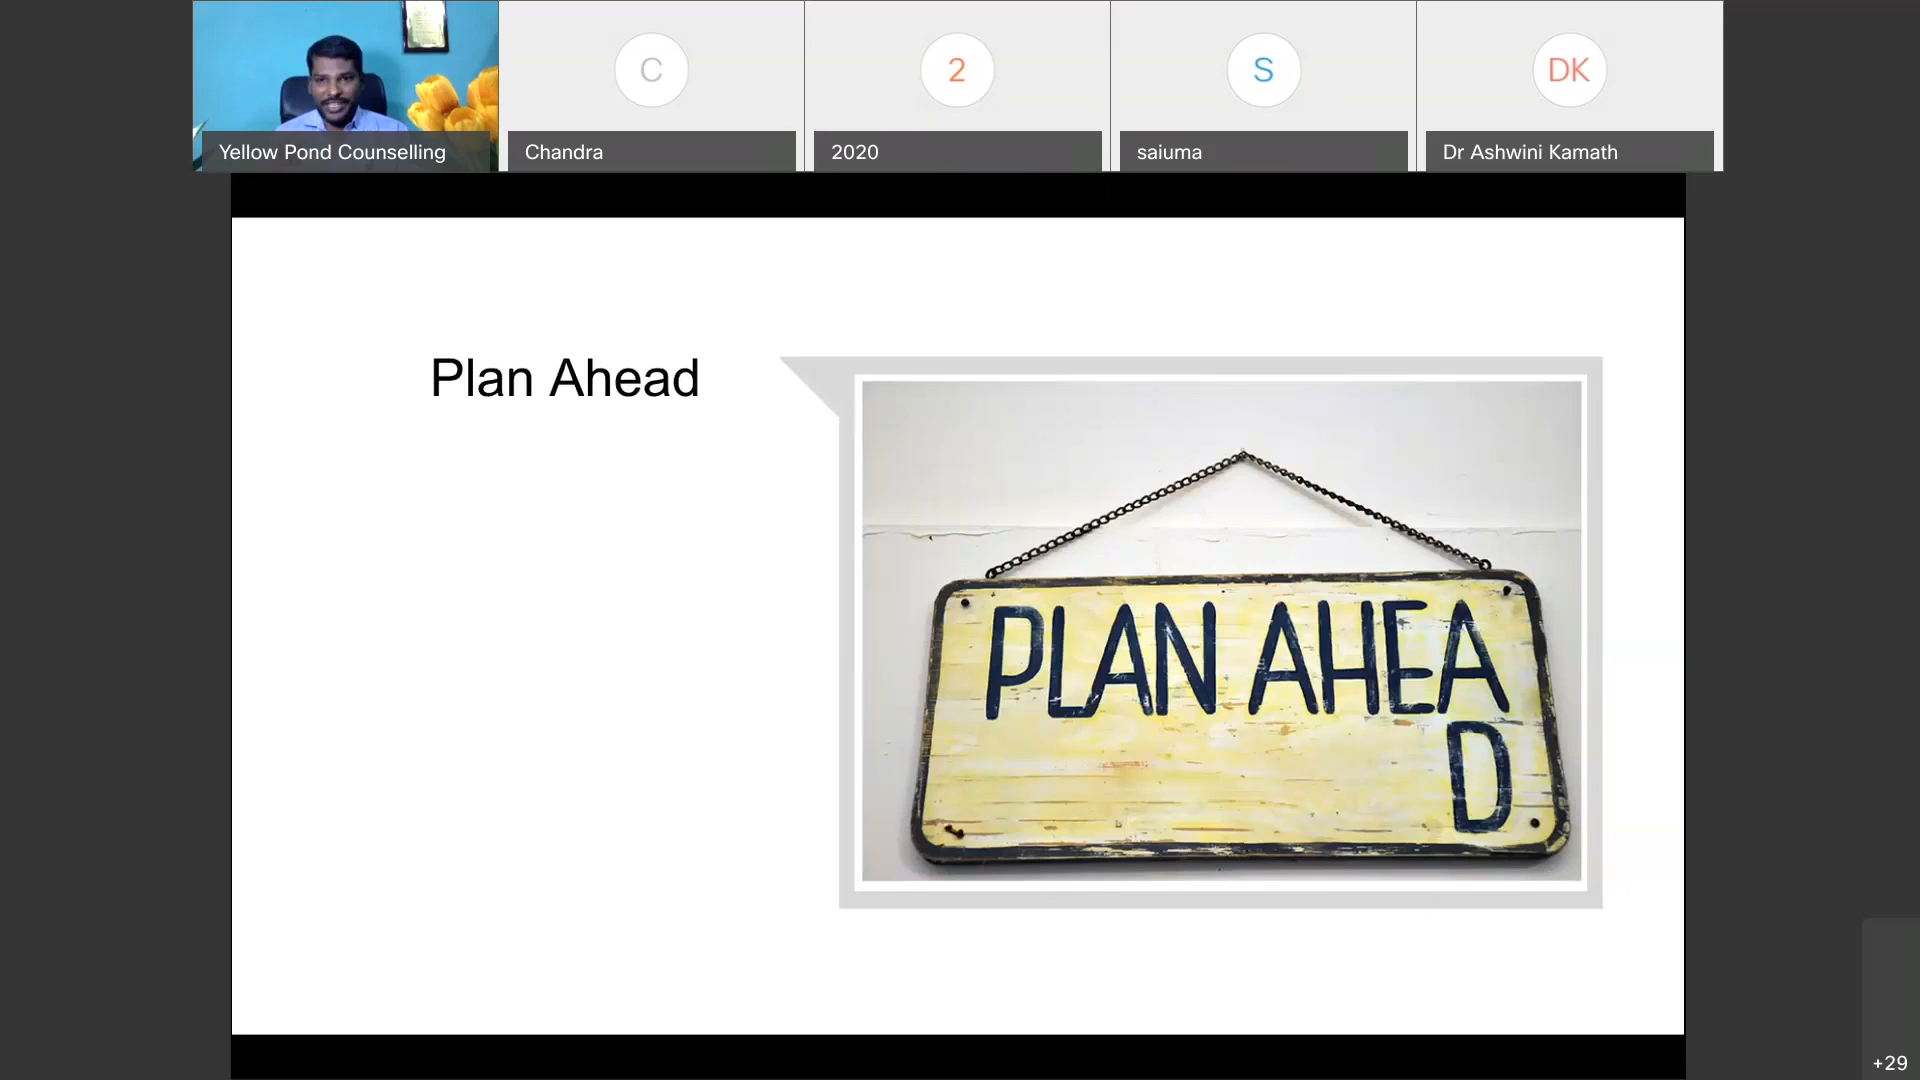 C
2
S
DK
Yellow Pond Counselling
Chandra
2020
saiuma
Dr Ashwini Kamath
Plan Ahead
PLAN AHEA
D
+29